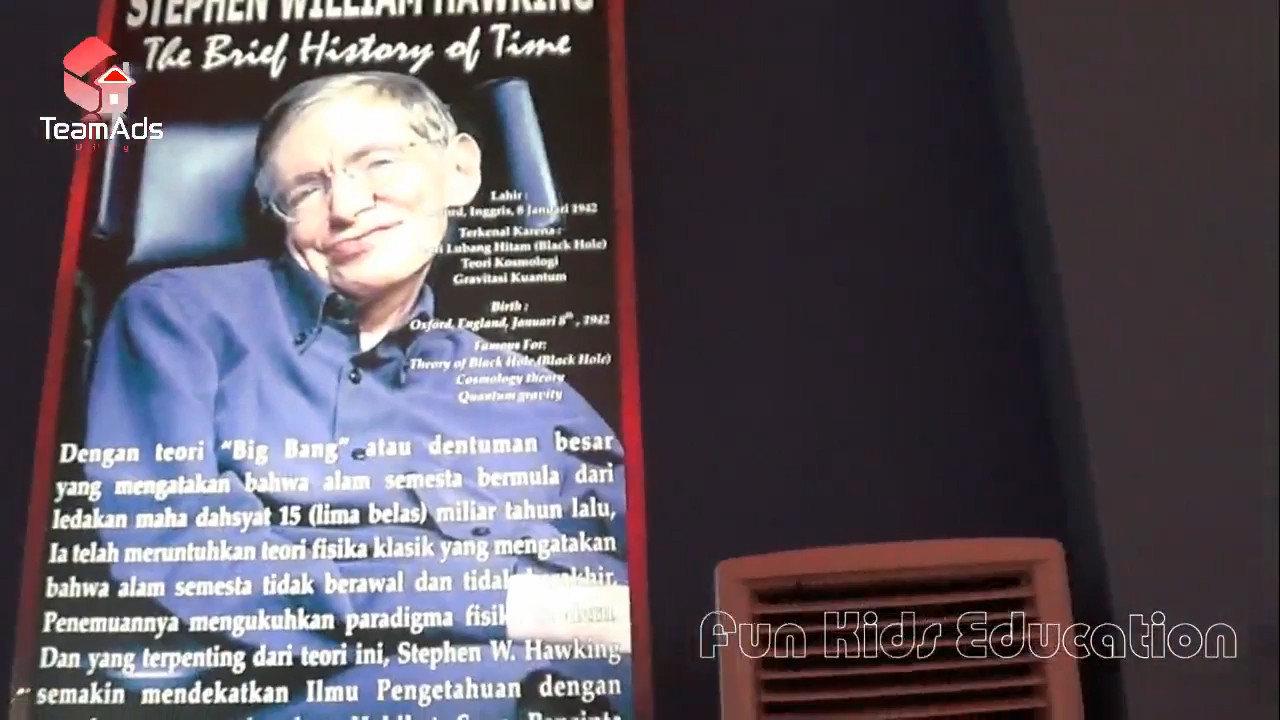 STEPHEN WILLIAM HAWKING
The Brief History of Time
TeamAds
Lahir :
Inggris, 8 Januari 1942
Terkenal Karena :
Lubang Hitam (Black Hole)
Teori Kosmologi
Gravitasi Kuantum
Birth :
Oxford, England, Januari 8th , 1942
Famous For:
Theory of Black Hole (Black Hole)
Cosmology theory
Quantum gravity
Dengan teori “Big Bang” atau dentuman besar
yang mengatakan bahwa alam semesta bermula dari
ledakan maha dahsyat 15 (lima belas) miliar tahun lalu,
Ia telah meruntuhkan teori fisika klasik yang mengatakan
bahwa alam semesta tidak berawal dan tidak
Penemuannya mengukuhkan paradigma
Dan yang terpenting dari teori ini, Stephen W. Hawking
semakin mendekatkan Ilmu Pengetahuan dengan
Fun Kids Education